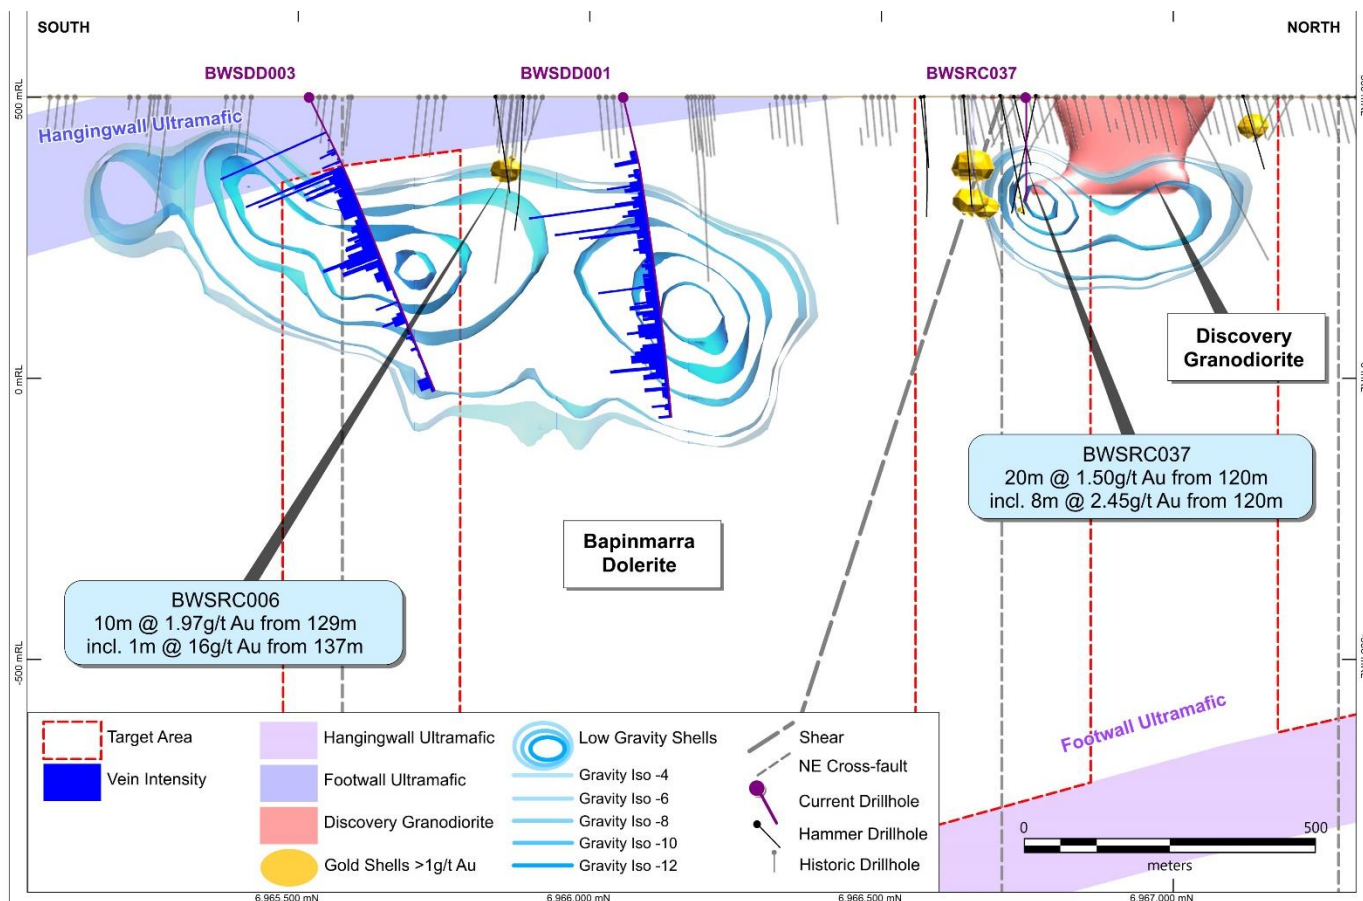 SOUTH
NORTH
BWSDD003
BWSDD001
BWSRC037
500 mRL
Hangingwall Ultramafic
0 mRL
Discovery
Granodiorite
BWSRC037
20m @ 1.50g/t Au from 120m
incl. 8m @ 2.45g/t Au from 120m
Bapinmarra
Dolerite
BWSRC006
10m @ 1.97g/t Au from 129m
incl. 1m @ 16g/t Au from 137m
-500 mRL
Footwall Ultramafic
Target Area
Vein Intensity
Hangingwall Ultramafic
Footwall Ultramafic
Discovery Granodiorite
Gold Shells >1g/t Au
Low Gravity Shells
Gravity Iso -4
Gravity Iso -6
Gravity Iso -8
Gravity Iso -10
Gravity Iso -12
Shear
NE Cross-fault
Current Drillhole
Hammer Drillhole
Historic Drillhole
0
500
meters
6,965,500 mN
6,966,000 mN
6,966,500 mN
6,967,000 mN